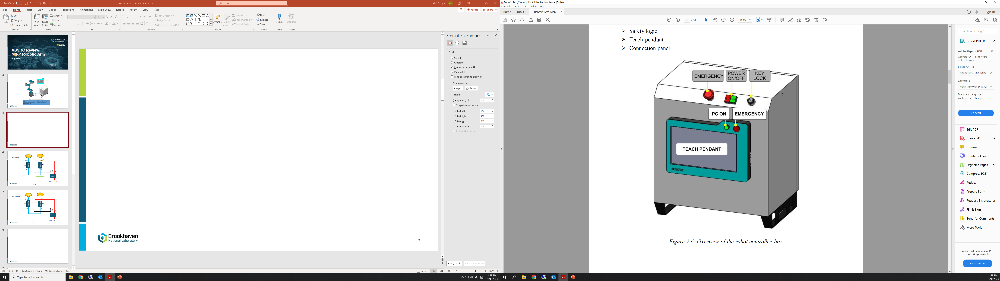 AutoSave Off
ASSRC Review • Saved to this PC
Search
Kim, Dohyun
KD
File Home Insert Draw Design Transitions Animations Slide Show Record Review View Help
Record Share
Paste
Cut
Copy
Format Painter
Clipboard
New Slide
Reuse Slides
Layout
Reset
Section
Slides
Font
Text Direction
Align Text
Convert to SmartArt
Paragraph
Arrange
Quick Styles
Shape Fill
Shape Outline
Shape Effects
Drawing
Find
Replace
Select
Editing
Dictate
Voice
Designer
Designer
1
Brookhaven
National Laboratory
ENERGY
ASSRC Review
MIRP Robotic Arm
Dohyun Kim
2
3
4
Relay Off
COM
N/O
N/C
Relay
GND
5
Relay On
COM
N/O
N/C
Relay
GND
6
7
Brookhaven
National Laboratory
3
Format Background
Fill
Solid fill
Gradient fill
Picture or texture fill
Pattern fill
Hide background graphics
Picture source
Insert... Clipboard
Texture
Transparency 0%
Tile picture as texture
Offset left 0%
Offset right 0%
Offset top 0%
Offset bottom 0%
Rotate with shape
Apply to All Reset Background
Slide 3 of 10 English (United States) Accessibility: Investigate
Notes
144%
Type here to search
1:29 PM
2/10/2023
Robotic Arm_Manual.pdf - Adobe Acrobat Reader (64-bit)
File Edit View Sign Window Help
Home Tools Robotic Arm_Manu... ×
Sign In
12 / 61
150%
Safety logic
Teach pendant
Connection panel
EMERGENCY
POWER ON/OFF
KEY LOCK
PC ON
EMERGENCY
TEACH PENDANT
ROBOTIIZ
Figure 2.6: Overview of the robot controller box
Search 'Add Image'
Export PDF
Adobe Export PDF
Convert PDF Files to Word
or Excel Online
Select PDF File
Robotic Ar..._Manual.pdf
Convert to
Microsoft Word (*.docx)
Document Language:
English (U.S.) Change
Convert
Edit PDF
Create PDF
Comment
Combine Files
Organize Pages
Compress PDF
Redact
Prepare Form
Request E-signatures
Fill & Sign
Send for Comments
More Tools
Convert, edit and e-sign PDF
forms & agreements
Free 7-Day Trial
1:29 PM
2/10/2023